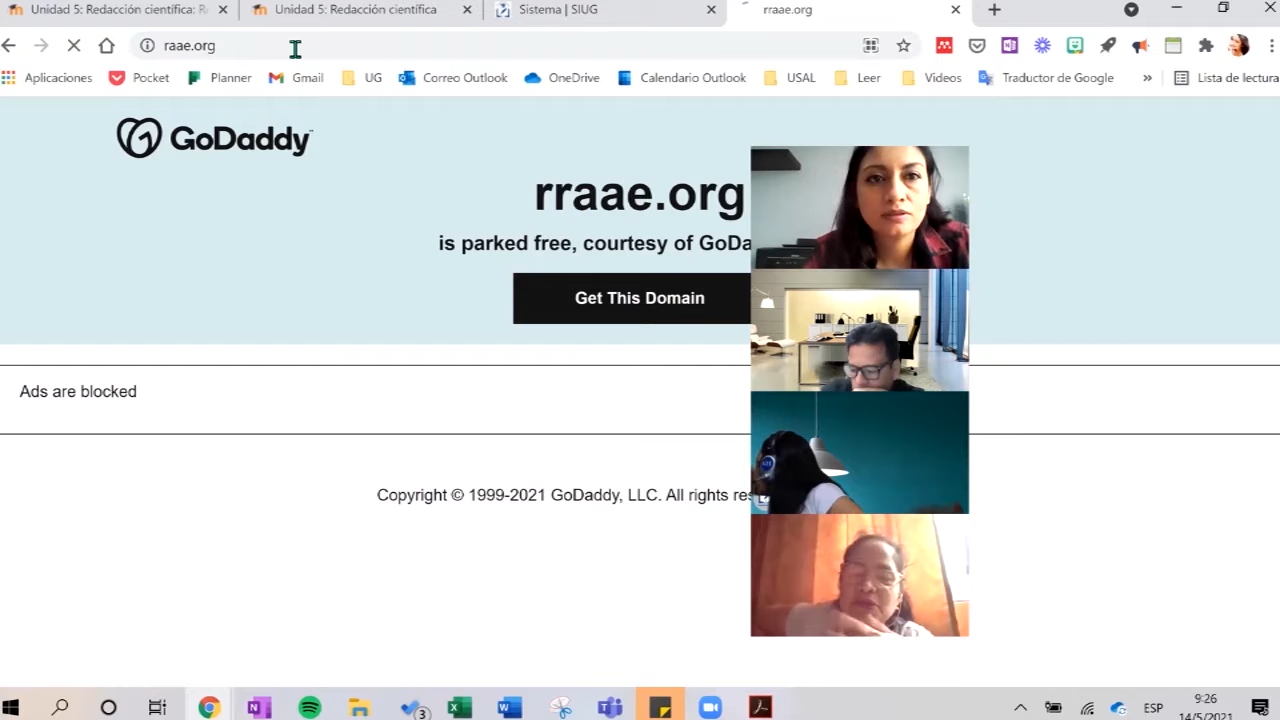 Unidad 5: Redacción científica: R
Unidad 5: Redacción científica
Sistema | SIUG
rraae.org
raae.org
Aplicaciones
Pocket
Planner
Gmail
UG
Correo Outlook
OneDrive
Calendario Outlook
USAL
Leer
Videos
Traductor de Google
»
Lista de lectura
GoDaddy
rraae.org
is parked free, courtesy of GoDa
Get This Domain
Ads are blocked
Copyright © 1999-2021 GoDaddy, LLC. All rights res
3
ESP
9:26
14/5/2021